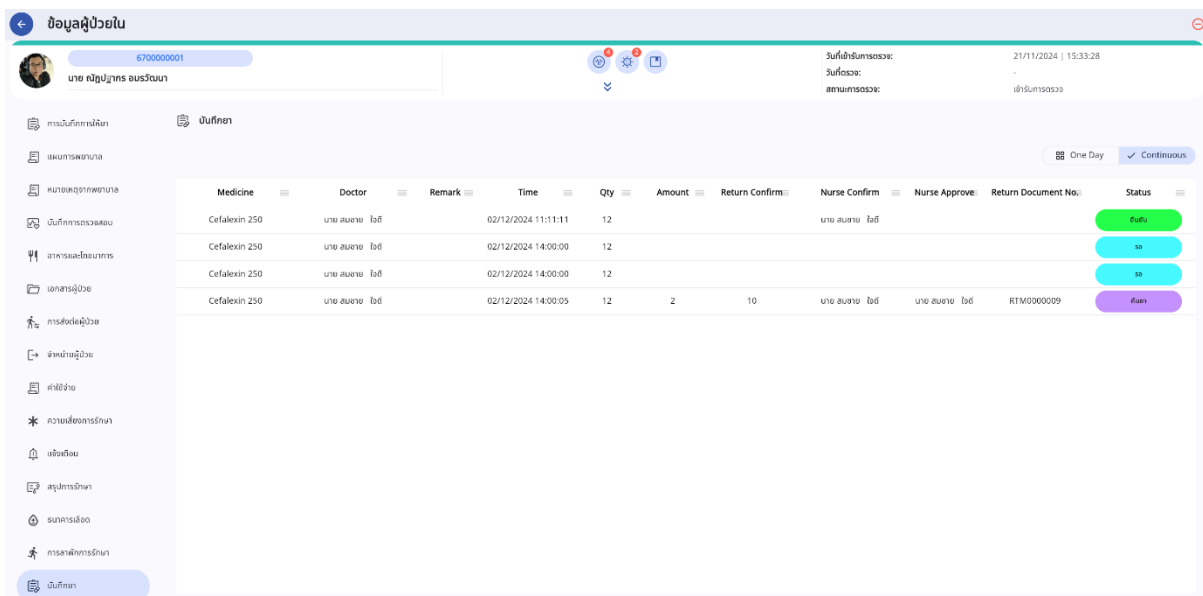 ข้อมูลผู้ป่วยใน
6700000001
นาย ณัฏปฐากร อมรวัฒนา
4
2
วันที่เข้ารับการตรวจ: 21/11/2024 | 15:33:28
วันที่ตรวจ: -
สถานะการตรวจ: เข้ารับการตรวจ
การบันทึกการให้ยา
แผนการพยาบาล
หมายเหตุจากพยาบาล
บันทึกการตรวจสอบ
อาหารและโภชนาการ
เอกสารผู้ป่วย
การส่งต่อผู้ป่วย
จำหน่ายผู้ป่วย
ค่าใช้จ่าย
ความเสี่ยงการรักษา
แจ้งเตือน
สรุปการรักษา
ธนาคารเลือด
การลาพักการรักษา
บันทึกยา
บันทึกยา
One Day Continuous
Medicine Doctor Remark Time Qty Amount Return Confirm Nurse Confirm Nurse Approve Return Document No. Status
Cefalexin 250 นาย สมชาย ใจดี 02/12/2024 11:11:11 12 นาย สมชาย ใจดี ยืนยัน
Cefalexin 250 นาย สมชาย ใจดี 02/12/2024 14:00:00 12 รอ
Cefalexin 250 นาย สมชาย ใจดี 02/12/2024 14:00:00 12 รอ
Cefalexin 250 นาย สมชาย ใจดี 02/12/2024 14:00:05 12 2 10 นาย สมชาย ใจดี นาย สมชาย ใจดี RTM0000009 คืนยา